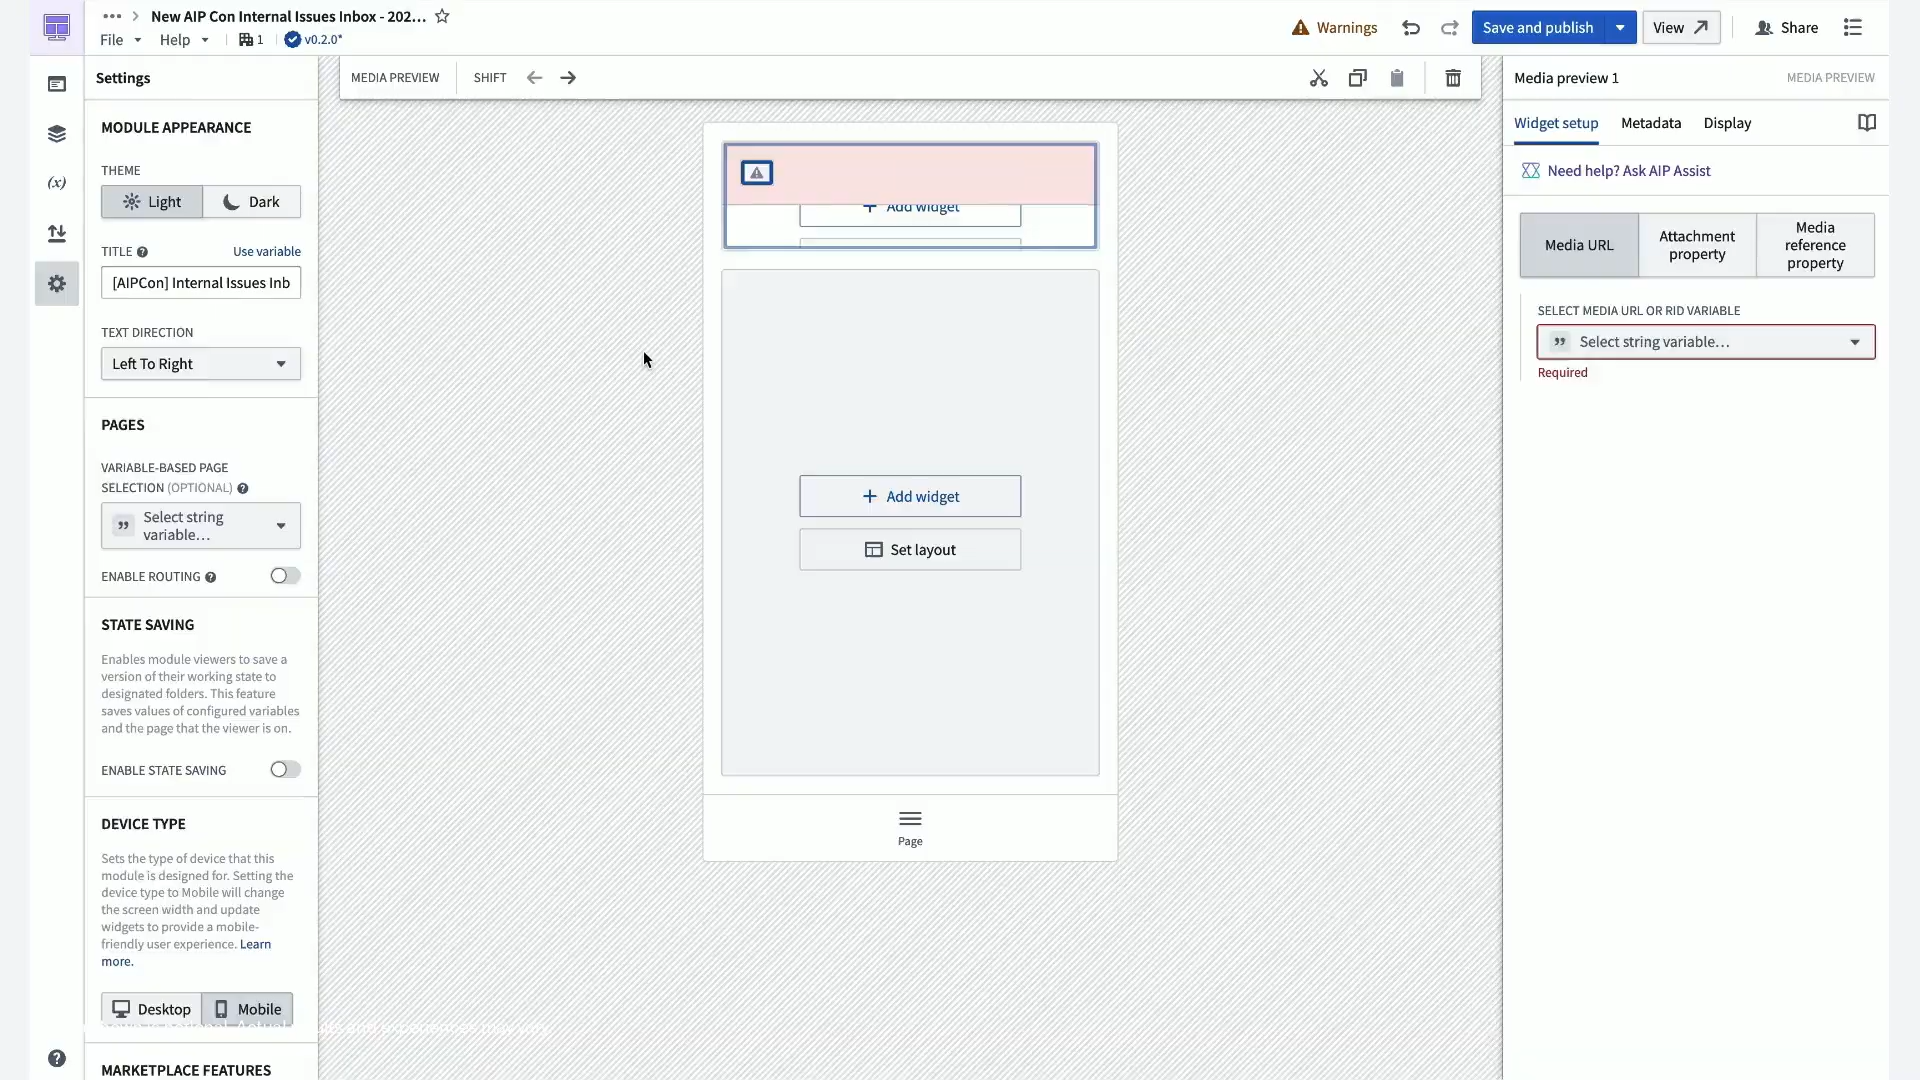 ••• > New AIP Con Internal Issues Inbox - 202...
File Help 1 v0.2.0*
Warnings
Save and publish
View
Share
Settings
MEDIA PREVIEW
SHIFT
Media preview 1
MEDIA PREVIEW
MODULE APPEARANCE
THEME
Light
Dark
TITLE
Use variable
[AIPCon] Internal Issues Inb
TEXT DIRECTION
Left To Right
PAGES
VARIABLE-BASED PAGE
SELECTION (OPTIONAL)
Select string
variable...
ENABLE ROUTING
STATE SAVING
Enables module viewers to save a
version of their working state to
designated folders. This feature
saves values of configured variables
and the page that the viewer is on.
ENABLE STATE SAVING
DEVICE TYPE
Sets the type of device that this
module is designed for. Setting the
device type to Mobile will change
the screen width and update
widgets to provide a mobile-
friendly user experience. Learn
more.
Desktop
Mobile
and experiences may vary.
MARKETPLACE FEATURES
Add widget
Add widget
Set layout
Page
Widget setup
Metadata
Display
Need help? Ask AIP Assist
Media URL
Attachment
property
Media
reference
property
SELECT MEDIA URL OR RID VARIABLE
Select string variable...
Required